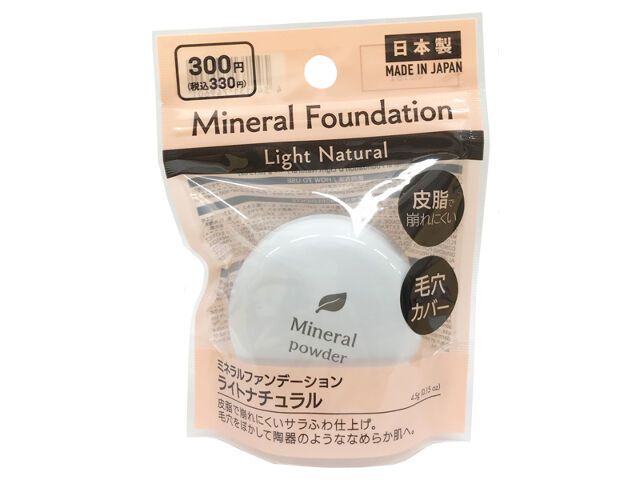 300円
(税込330円)
日本製
MADE IN JAPAN
Mineral Foundation
Light Natural
皮脂で
崩れにくい
毛穴
カバー
Mineral
powder
ミネラルファンデーション
ライトナチュラル
4.5g (0.15 oz)
皮脂で崩れにくいサラふわ仕上げ。
毛穴をぼかして陶器のようななめらか肌へ。